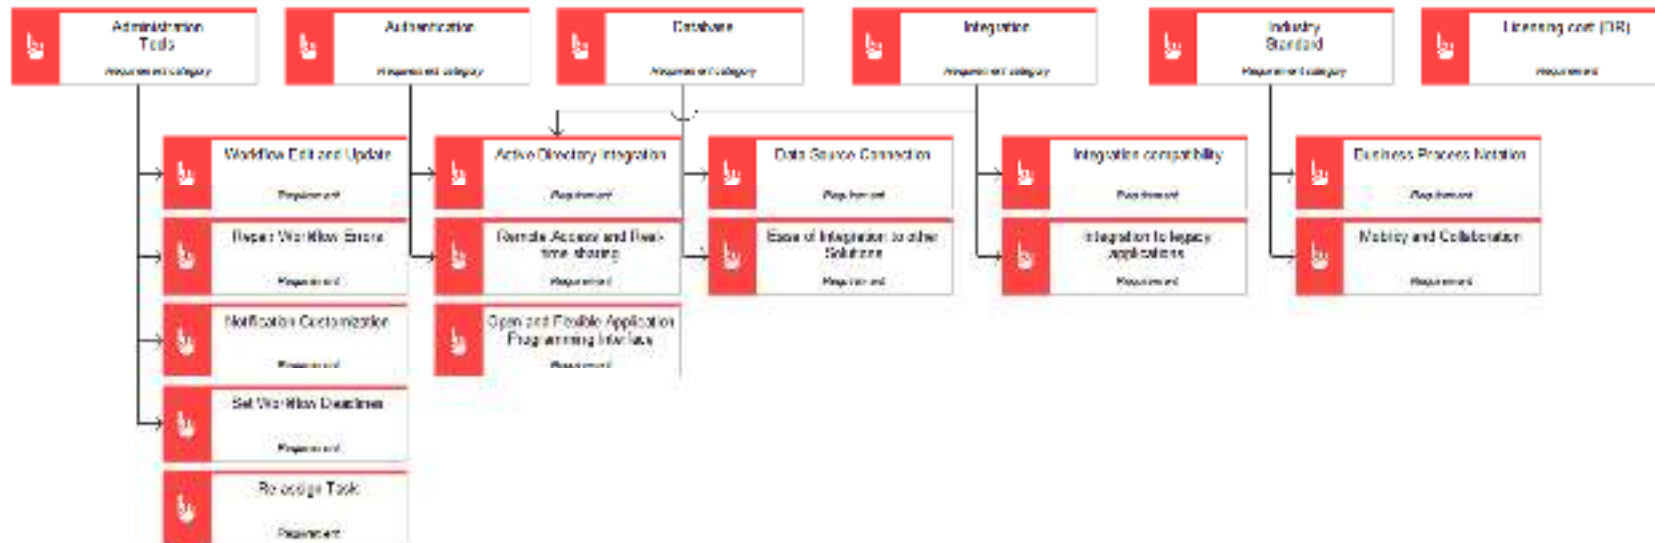 Administration
Tools
Requirement category
Authentication
Requirement category
Database
Requirement category
Integration
Requirement category
Industry
Standard
Requirement category
Licensing cost (DR)
Requirement
Workflow Edit and Update
Requirement
Active Directory Integration
Requirement
Data Source Connection
Requirement
Integration compatibility
Requirement
Business Process Notation
Requirement
Repair Workflow Errors
Requirement
Remote Access and Real-
time sharing
Requirement
Ease of Integration to other
Solutions
Requirement
Integration to legacy
applications
Requirement
Mobility and Collaboration
Requirement
Notification Customization
Requirement
Open and Flexible Application
Programming Interface
Requirement
Set Workflow Deadlines
Requirement
Re-assign Task
Requirement